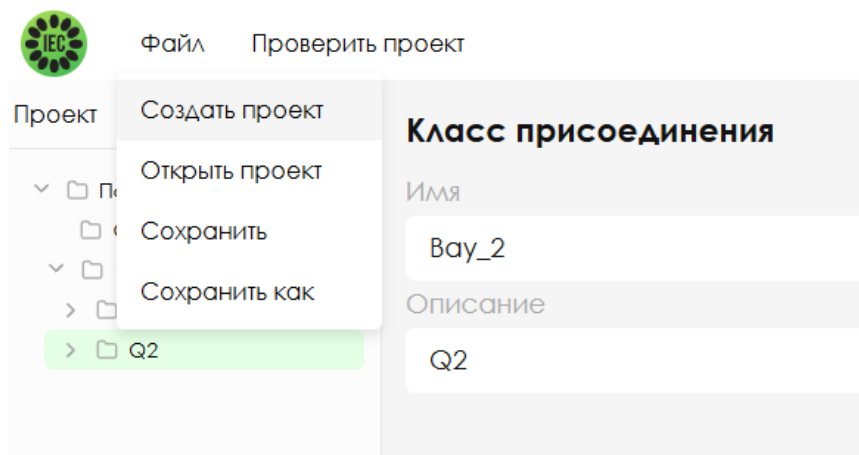 IEC
Файл Проверить проект
Проект
Создать проект
Открыть проект
Сохранить
Сохранить как
Q2
Класс присоединения
Имя
Bay_2
Описание
Q2